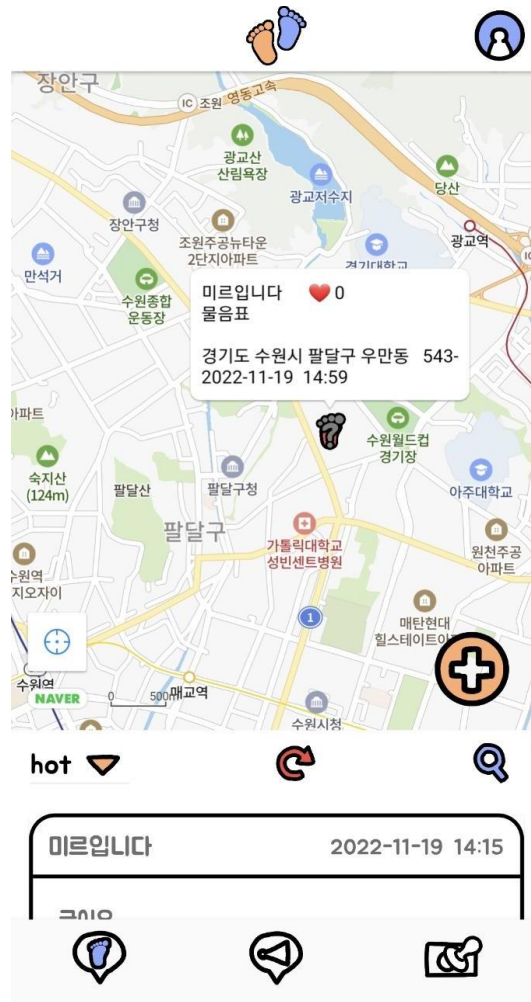 장안구
IC 조원
영동고속
광교산
산림욕장
광교저수지
당산
장안구청
조원주공뉴타운
2단지아파트
광교역
만석거
경기대학교
수원종합
운동장
미르입니다 ❤️ 0
물음표
경기도 수원시 팔달구 우만동 543-
2022-11-19 14:59
아파트
수원월드컵
경기장
숙지산
(124m)
팔달산
팔달구청
아주대학교
팔달구
가톨릭대학교
성빈센트병원
원천주공
아파트
수원역
지오자이
1
매탄현대
힐스테이트아
수원역
NAVER
0 500m
매교역
수원시청
hot
미르입니다 2022-11-19 14:15